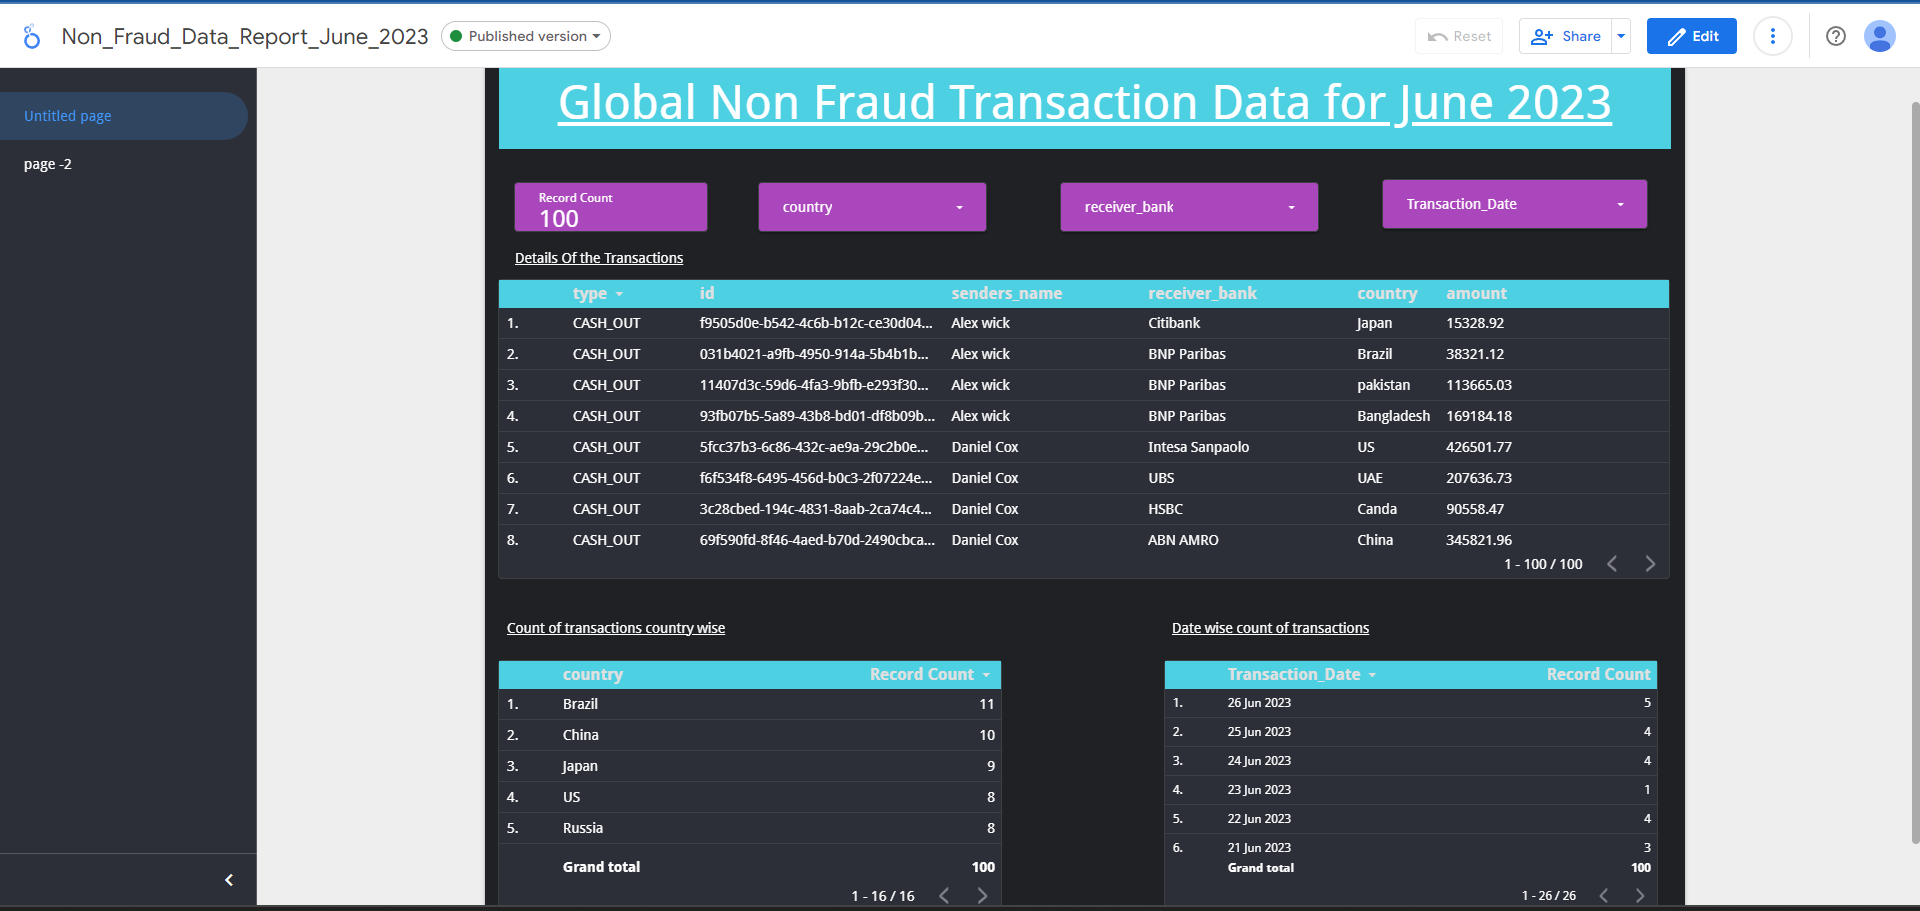 Non_Fraud_Data_Report_June_2023 Published version Reset Share Edit
Untitled page
page -2
Global Non Fraud Transaction Data for June 2023
Record Count
100
country receiver_bank Transaction_Date
Details Of the Transactions
type id senders_name receiver_bank country amount
1. CASH_OUT f9505d0e-b542-4c6b-b12c-ce30d04... Alex wick Citibank Japan 15328.92
2. CASH_OUT 031b4021-a9fb-4950-914a-5b4b1b... Alex wick BNP Paribas Brazil 38321.12
3. CASH_OUT 11407d3c-59d6-4fa3-9bfb-e293f30... Alex wick BNP Paribas pakistan 113665.03
4. CASH_OUT 93fb07b5-5a89-43b8-bd01-df8b09b... Alex wick BNP Paribas Bangladesh 169184.18
5. CASH_OUT 5fcc37b3-6c86-432c-ae9a-29c2b0e... Daniel Cox Intesa Sanpaolo US 426501.77
6. CASH_OUT f6f534f8-6495-456d-b0c3-2f07224e... Daniel Cox UBS UAE 207636.73
7. CASH_OUT 3c28cbed-194c-4831-8aab-2ca74c4... Daniel Cox HSBC Canda 90558.47
8. CASH_OUT 69f590fd-8f46-4aed-b70d-2490cbca... Daniel Cox ABN AMRO China 345821.96
1 - 100 / 100
Count of transactions country wise
country Record Count
1. Brazil 11
2. China 10
3. Japan 9
4. US 8
5. Russia 8
Grand total 100
1 - 16 / 16
Date wise count of transactions
Transaction_Date Record Count
1. 26 Jun 2023 5
2. 25 Jun 2023 4
3. 24 Jun 2023 4
4. 23 Jun 2023 1
5. 22 Jun 2023 4
6. 21 Jun 2023 3
Grand total 100
1 - 26 / 26